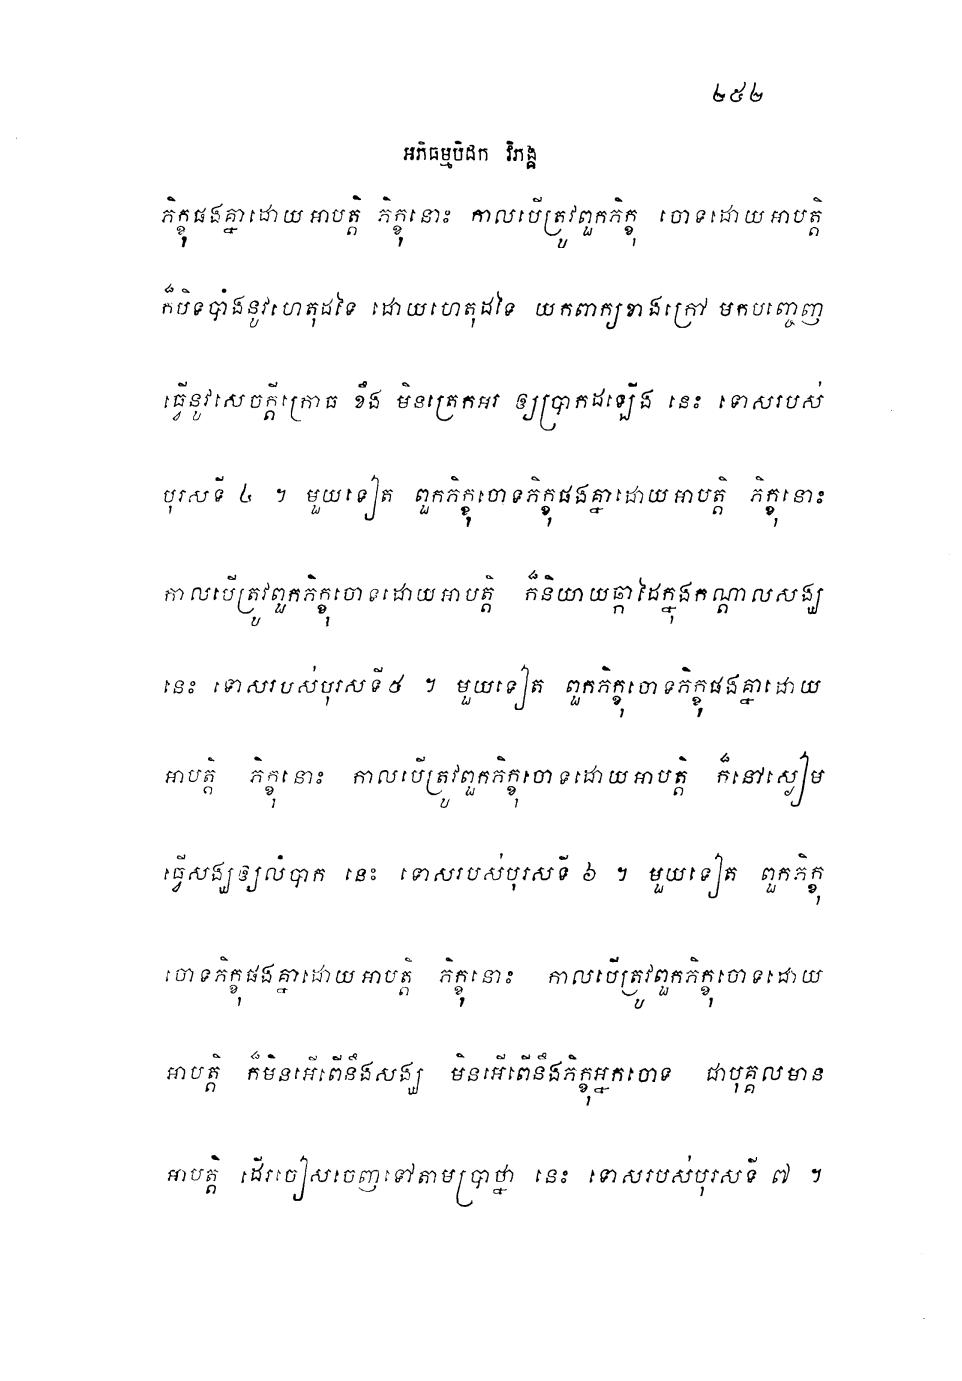 ២៥២
អភិធម្មបិដក វិភង្គ
ភិក្ខុផងគ្នាដោយអាបត្តិ ភិក្ខុនោះ កាលបើត្រូវពួកភិក្ខុ ចោទដោយអាបត្តិ
ក៏បិទបាំងនូវហេតុដទៃ ដោយហេតុដទៃ យកពាក្យខាងក្រៅ មកបញ្ចេញ
ធ្វើនូវសេចក្តីក្រោធ ខឹង មិនត្រេកអរ ឲ្យប្រាកដឡើង នេះ ទោសរបស់
បុរសទី ៤ ។ មួយទៀត ពួកភិក្ខុចោទភិក្ខុផងគ្នាដោយអាបត្តិ ភិក្ខុនោះ
កាលបើត្រូវពួកភិក្ខុចោទដោយអាបត្តិ ក៏និយាយឆ្កាដៃក្នុងកណ្តាលសង្ឃ
នេះ ទោសរបស់បុរសទី៥ ។ មួយទៀត ពួកភិក្ខុចោទភិក្ខុផងគ្នាដោយ
អាបត្តិ ភិក្ខុនោះ កាលបើត្រូវពួកភិក្ខុចោទដោយអាបត្តិ ក៏នៅស្ងៀម
ធ្វើសង្ឃឲ្យលំបាក នេះ ទោសរបស់បុរសទី ៦ ។ មួយទៀត ពួកភិក្ខុ
ចោទភិក្ខុផងគ្នាដោយអាបត្តិ ភិក្ខុនោះ កាលបើត្រូវពួកភិក្ខុចោទដោយ
អាបត្តិ ក៏មិនអើពើនឹងសង្ឃ មិនអើពើនឹងភិក្ខុអ្នកចោទ ជាបុគ្គលមាន
អាបត្តិ ដើរចៀសចេញទៅតាមប្រាថ្នា នេះ ទោសរបស់បុរសទី ៧ ។